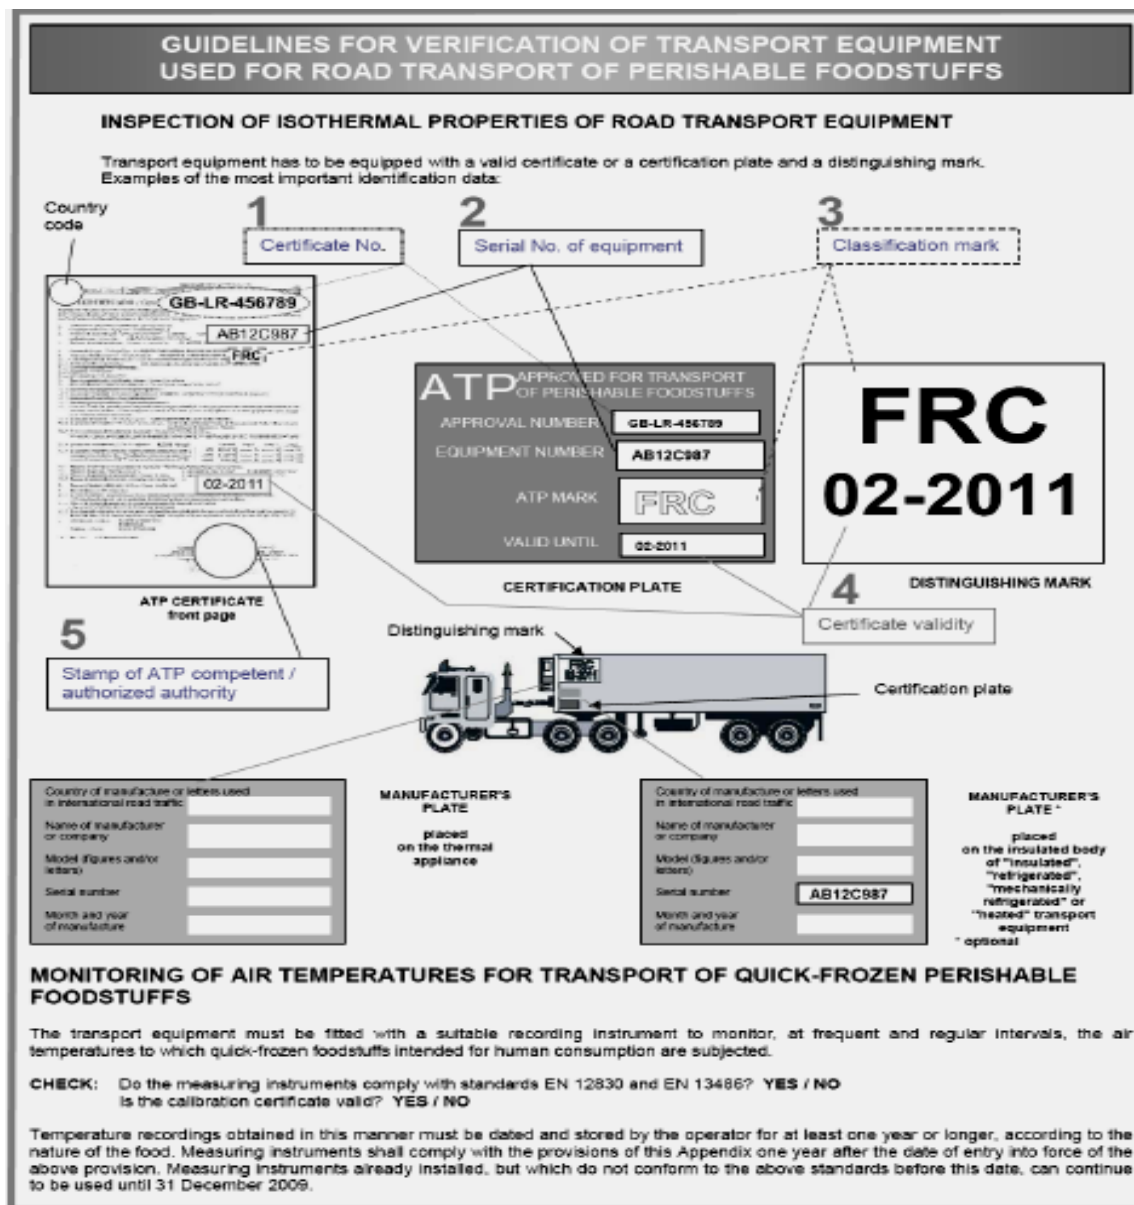 GUIDELINES FOR VERIFICATION OF TRANSPORT EQUIPMENT
USED FOR ROAD TRANSPORT OF PERISHABLE FOODSTUFFS
INSPECTION OF ISOTHERMAL PROPERTIES OF ROAD TRANSPORT EQUIPMENT
Transport equipment has to be equipped with a valid certificate or a certification plate and a distinguishing mark.
Examples of the most important identification data:
Country
code
1
Certificate No.
2
Serial No. of equipment
3
Classification mark
GB-LR-456789
AB12C987
FRC
02-2011
ATP CERTIFICATE
front page
ATP APPROVED FOR TRANSPORT
OF PERISHABLE FOODSTUFFS
APPROVAL NUMBER GB-LR-456789
EQUIPMENT NUMBER AB12C987
ATP MARK FRC
VALID UNTIL 02-2011
CERTIFICATION PLATE
FRC
02-2011
DISTINGUISHING MARK
4
Certificate validity
5
Stamp of ATP competent /
authorized authority
Distinguishing mark
FRC
02-2011
Certification plate
Country of manufacture or letters used
in international road traffic
Name of manufacturer
or company
Model (figures and/or
letters)
Serial number
Month and year
of manufacture
MANUFACTURER'S
PLATE
placed
on the thermal
appliance
Country of manufacture or letters used
in international road traffic
Name of manufacturer
or company
Model (figures and/or
letters)
Serial number AB12C987
Month and year
of manufacture
MANUFACTURER'S
PLATE *
placed
on the insulated body
of "insulated",
"refrigerated",
"mechanically
refrigerated" or
"heated" transport
equipment
* optional
MONITORING OF AIR TEMPERATURES FOR TRANSPORT OF QUICK-FROZEN PERISHABLE
FOODSTUFFS
The transport equipment must be fitted with a suitable recording instrument to monitor, at frequent and regular intervals, the air
temperatures to which quick-frozen foodstuffs intended for human consumption are subjected.
CHECK: Do the measuring instruments comply with standards EN 12830 and EN 13486? YES / NO
Is the calibration certificate valid? YES / NO
Temperature recordings obtained in this manner must be dated and stored by the operator for at least one year or longer, according to the
nature of the food. Measuring instruments shall comply with the provisions of this Appendix one year after the date of entry into force of the
above provision. Measuring instruments already installed, but which do not conform to the above standards before this date, can continue
to be used until 31 December 2009.